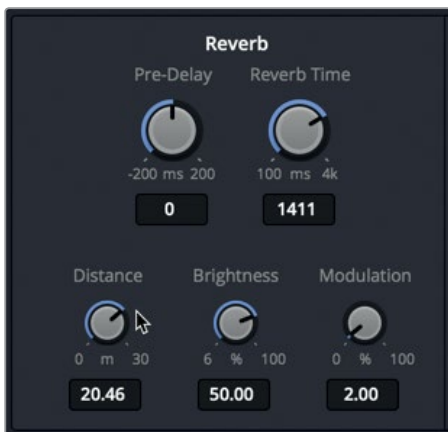 Reverb
Pre-Delay Reverb Time
-200 ms 200 100 ms 4k
0 1411
Distance Brightness Modulation
0 m 30 6 % 100 0 % 100
20.46 50.00 2.00